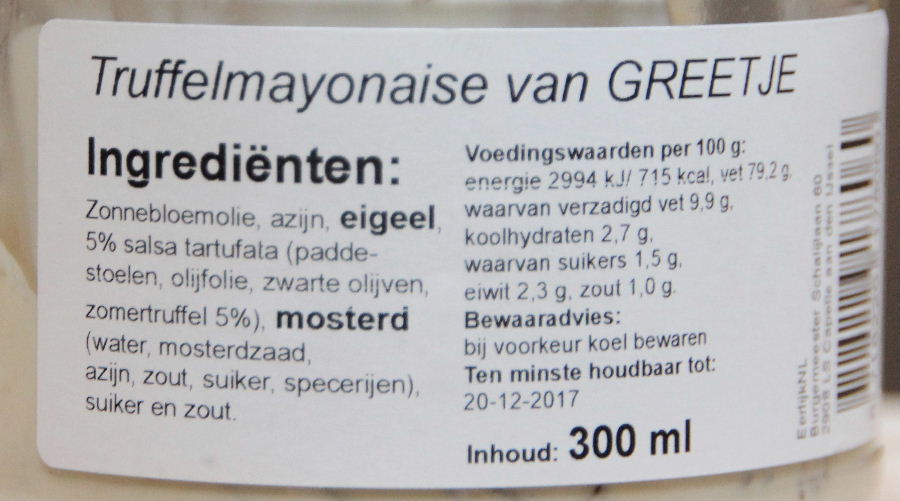 Truffelmayonaise van GREETJE
Ingrediënten:
Zonnebloemolie, azijn, eigeel,
5% salsa tartufata (padde-
stoelen, olijfolie, zwarte olijven,
zomertruffel 5%), mosterd
(water, mosterdzaad,
azijn, zout, suiker, specerijen),
suiker en zout.
Voedingswaarden per 100 g:
energie 2994 kJ/ 715 kcal, vet 79,2 g,
waarvan verzadigd vet 9,9 g,
koolhydraten 2,7 g,
waarvan suikers 1,5 g,
eiwit 2,3 g, zout 1,0 g.
Bewaaradvies:
bij voorkeur koel bewaren
Ten minste houdbaar tot:
20-12-2017
Inhoud: 300 ml
EerlijkNL
Burgemeester Schalijlaan 60
2908 LS Capelle aan den IJssel